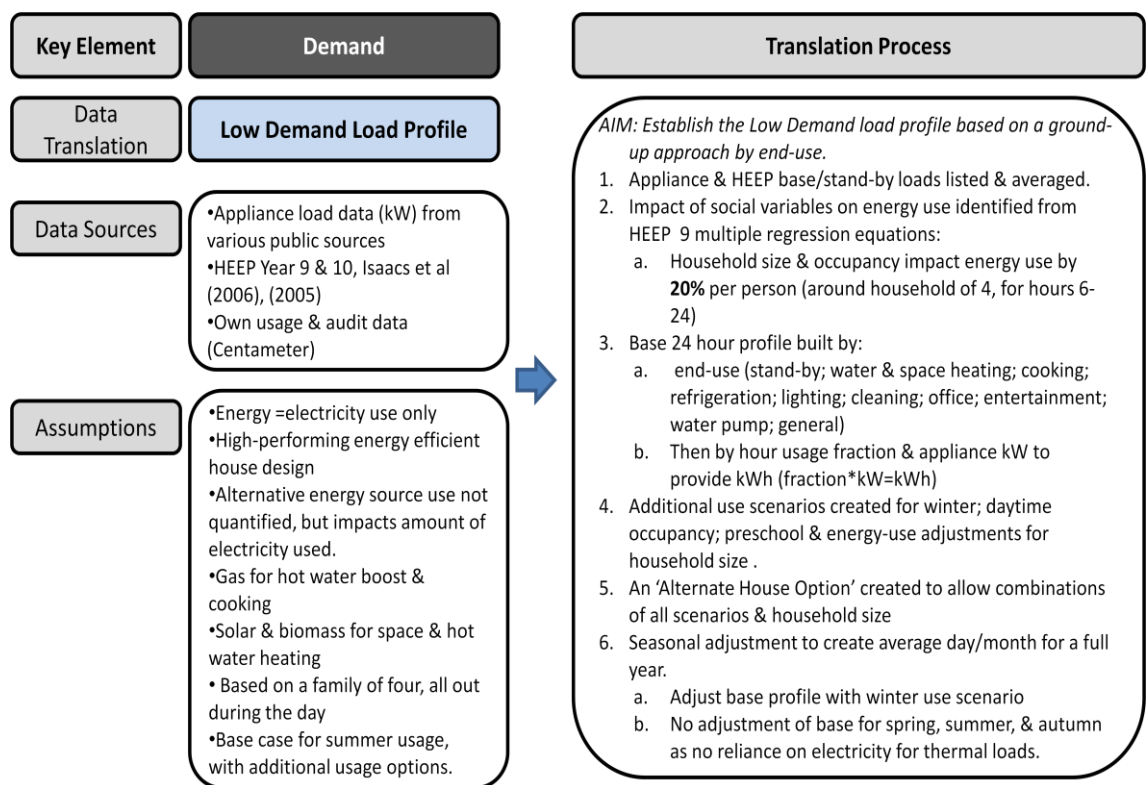 Key Element
Demand
Translation Process
Data
Translation
Low Demand Load Profile
Data Sources
•Appliance load data (kW) from
various public sources
•HEEP Year 9 & 10, Isaacs et al
(2006), (2005)
•Own usage & audit data
(Centameter)
Assumptions
•Energy =electricity use only
•High-performing energy efficient
house design
•Alternative energy source use not
quantified, but impacts amount of
electricity used.
•Gas for hot water boost &
cooking
•Solar & biomass for space & hot
water heating
• Based on a family of four, all out
during the day
•Base case for summer usage,
with additional usage options.
AIM: Establish the Low Demand load profile based on a ground-
up approach by end-use.
1. Appliance & HEEP base/stand-by loads listed & averaged.
2. Impact of social variables on energy use identified from
HEEP 9 multiple regression equations:
a. Household size & occupancy impact energy use by
20% per person (around household of 4, for hours 6-
24)
3. Base 24 hour profile built by:
a. end-use (stand-by; water & space heating; cooking;
refrigeration; lighting; cleaning; office; entertainment;
water pump; general)
b. Then by hour usage fraction & appliance kW to
provide kWh (fraction*kW=kWh)
4. Additional use scenarios created for winter; daytime
occupancy; preschool & energy-use adjustments for
household size .
5. An ‘Alternate House Option’ created to allow combinations
of all scenarios & household size
6. Seasonal adjustment to create average day/month for a full
year.
a. Adjust base profile with winter use scenario
b. No adjustment of base for spring, summer, & autumn
as no reliance on electricity for thermal loads.